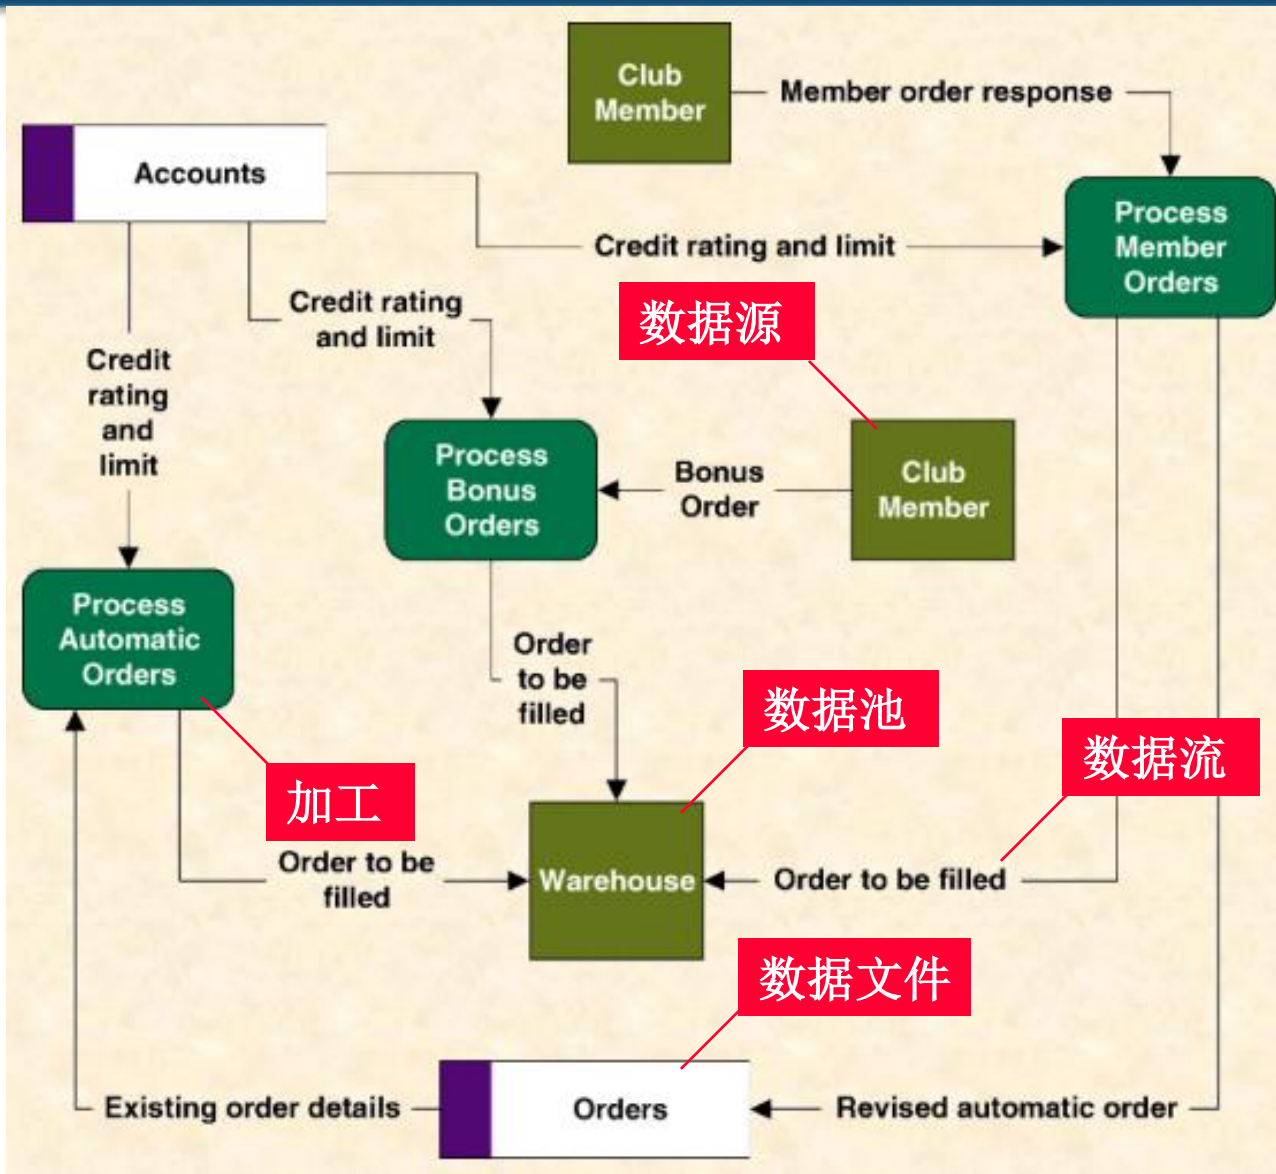 Club
Member
Member order response
Accounts
Process
Member
Orders
Credit rating and limit
数据源
Credit rating
and limit
Credit
rating
and
limit
Process
Bonus
Orders
Bonus
Order
Club
Member
Process
Automatic
Orders
Order
to be
filled
数据池
数据流
加工
Order to be
filled
Warehouse
Order to be filled
数据文件
Existing order details
Orders
Revised automatic order